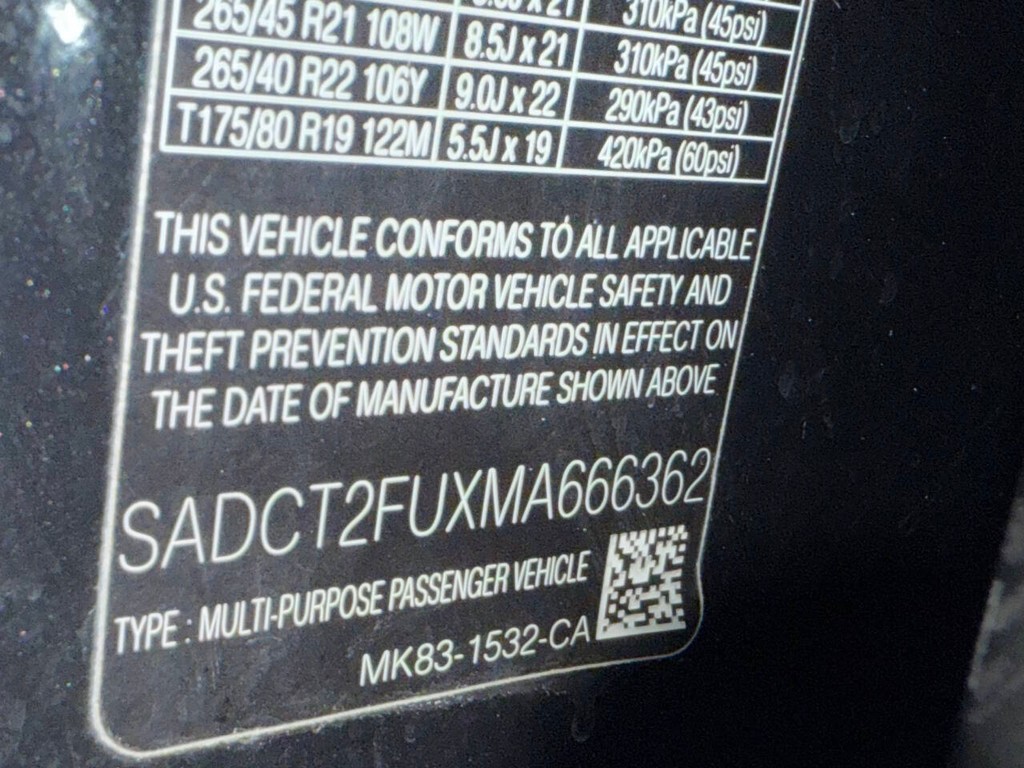 310kPa (45psi)
265/45 R21 108W 8.5J x 21 310kPa (45psi)
265/40 R22 106Y 9.0J x 22 290kPa (43psi)
T175/80 R19 122M 5.5J x 19 420kPa (60psi)
THIS VEHICLE CONFORMS TO ALL APPLICABLE
U.S. FEDERAL MOTOR VEHICLE SAFETY AND
THEFT PREVENTION STANDARDS IN EFFECT ON
THE DATE OF MANUFACTURE SHOWN ABOVE
SADCT2FUXMA666362
TYPE : MULTI-PURPOSE PASSENGER VEHICLE
MK83-1532-CA